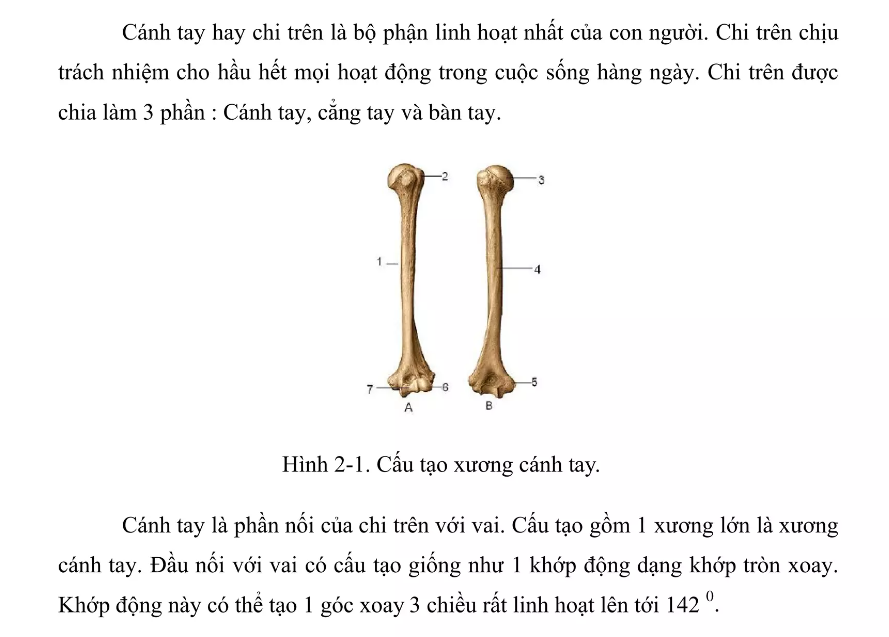 Cánh tay hay chi trên là bộ phận linh hoạt nhất của con người. Chi trên chịu
trách nhiệm cho hầu hết mọi hoạt động trong cuộc sống hàng ngày. Chi trên được
chia làm 3 phần : Cánh tay, cẳng tay và bàn tay.
2
3
1
4
7
6
5
A
B
Hình 2-1. Cấu tạo xương cánh tay.
Cánh tay là phần nối của chi trên với vai. Cấu tạo gồm 1 xương lớn là xương
cánh tay. Đầu nối với vai có cấu tạo giống như 1 khớp động dạng khớp tròn xoay.
Khớp động này có thể tạo 1 góc xoay 3 chiều rất linh hoạt lên tới 142 ⁰.